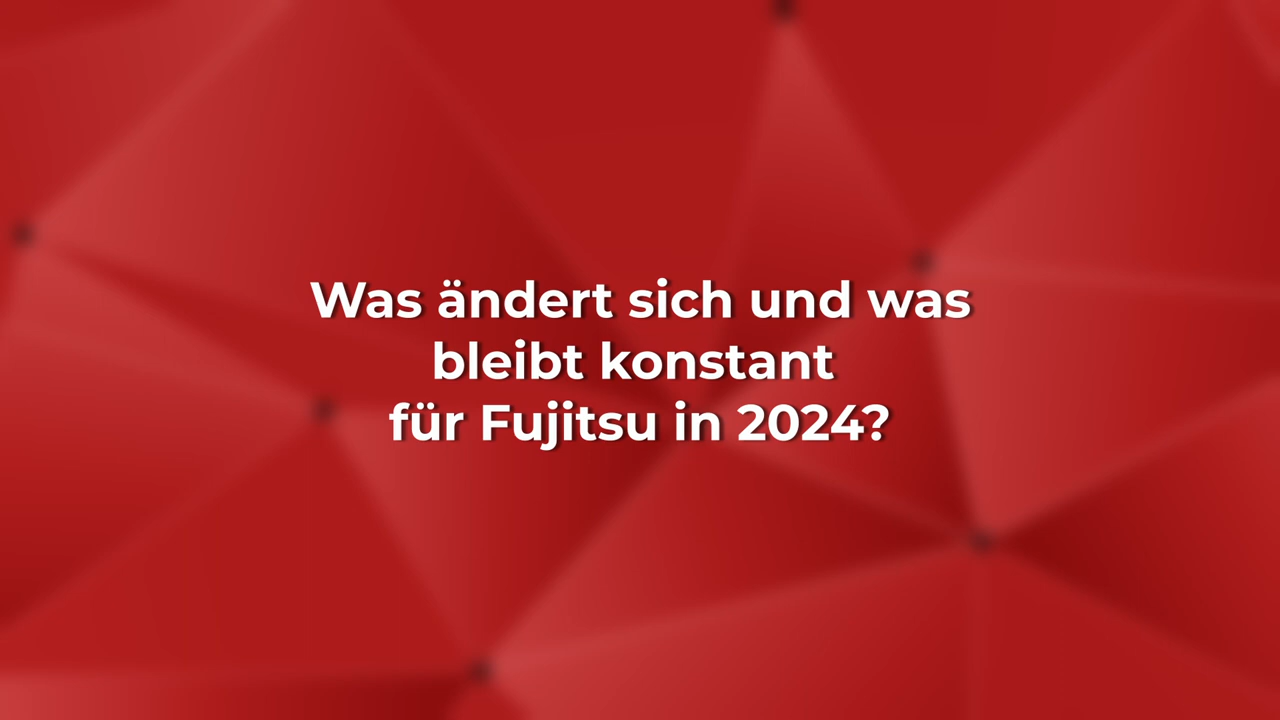 Was ändert sich und was
bleibt konstant
für Fujitsu in 2024?